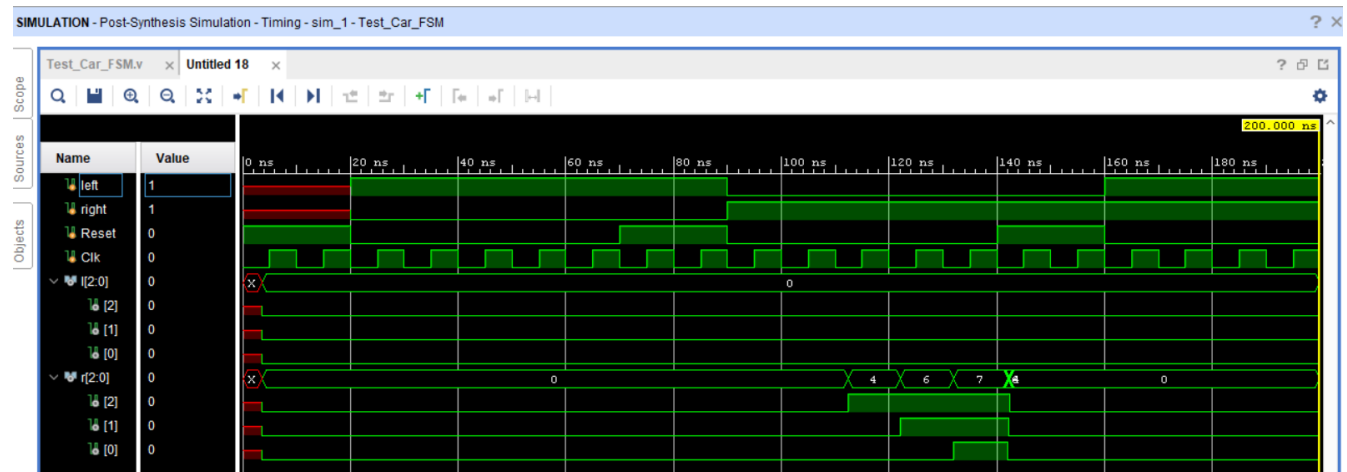 SIMULATION - Post-Synthesis Simulation - Timing - sim_1 - Test_Car_FSM
Test_Car_FSM.v Untitled 18
Scope
Sources
Objects
200.000 ns
Name Value 0 ns 20 ns 40 ns 60 ns 80 ns 100 ns 120 ns 140 ns 160 ns 180 ns
left 1
right 1
Reset 0
Clk 0
l[2:0] 0 X 0
[2] 0
[1] 0
[0] 0
r[2:0] 0 X 0 4 6 7 4 0
[2] 0
[1] 0
[0] 0